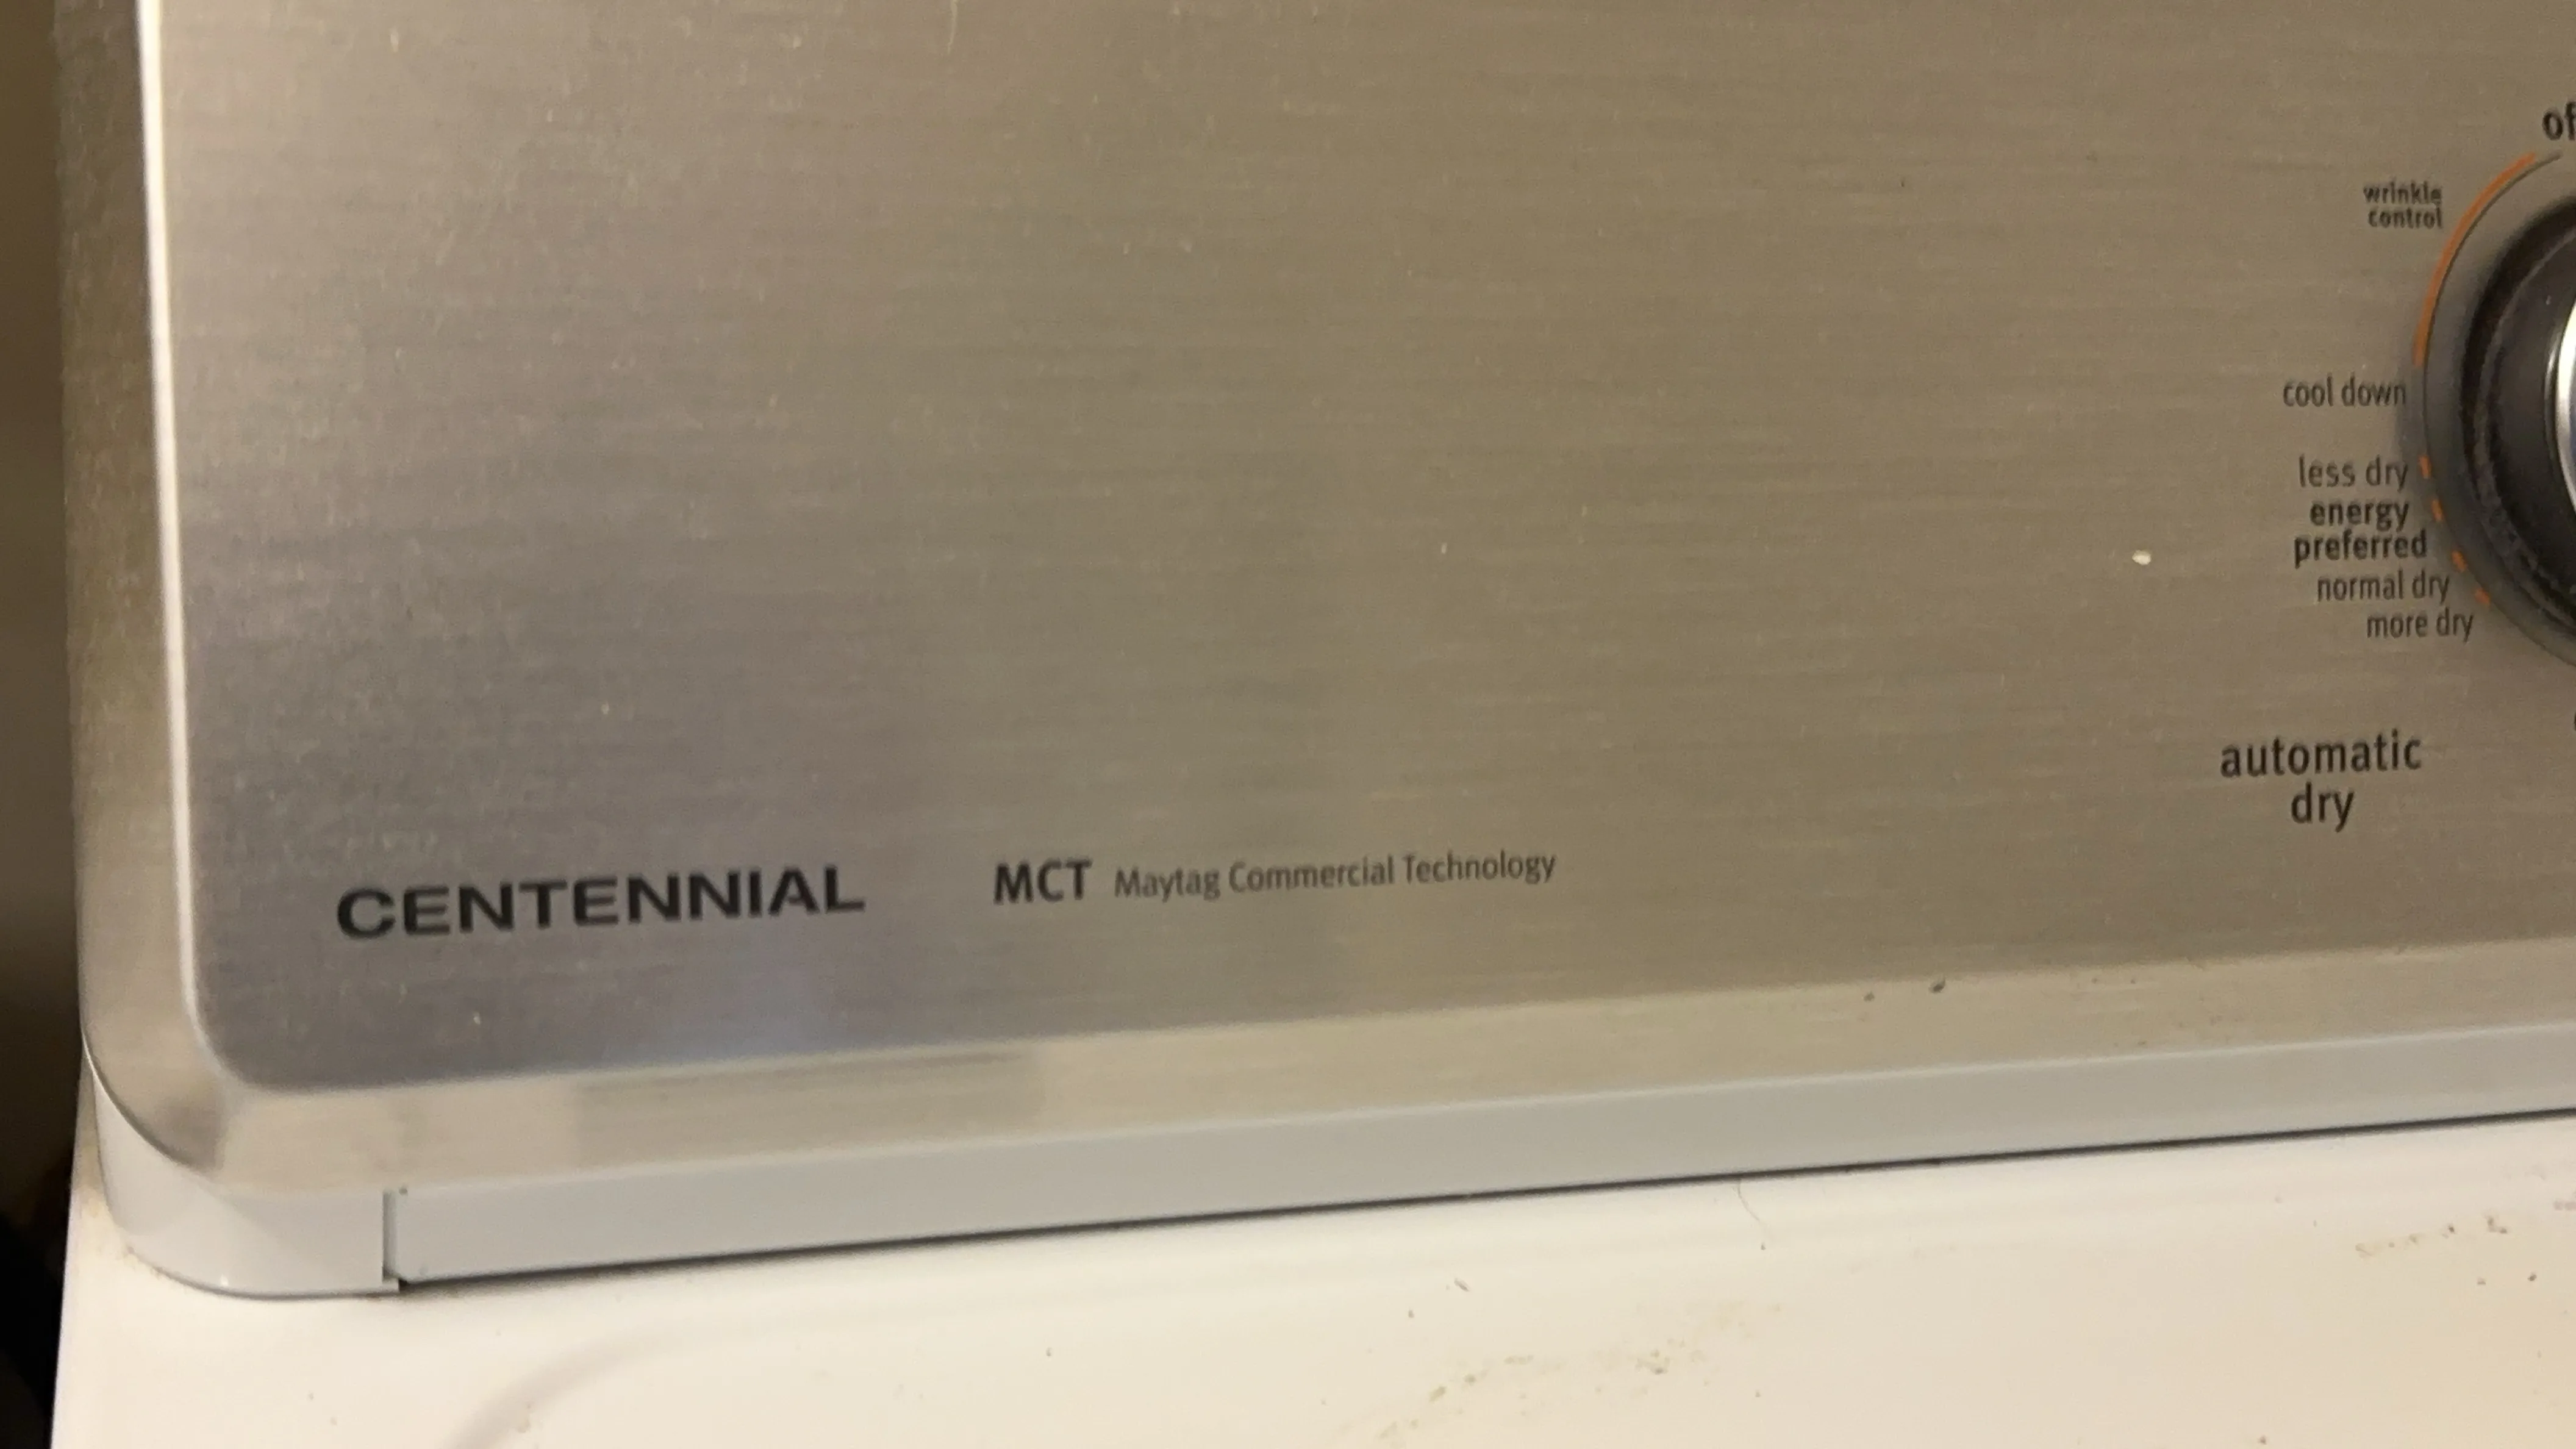 of
wrinkle
control
cool down
less dry
energy
preferred
normal dry
more dry
automatic
dry
CENTENNIAL MCT Maytag Commercial Technology